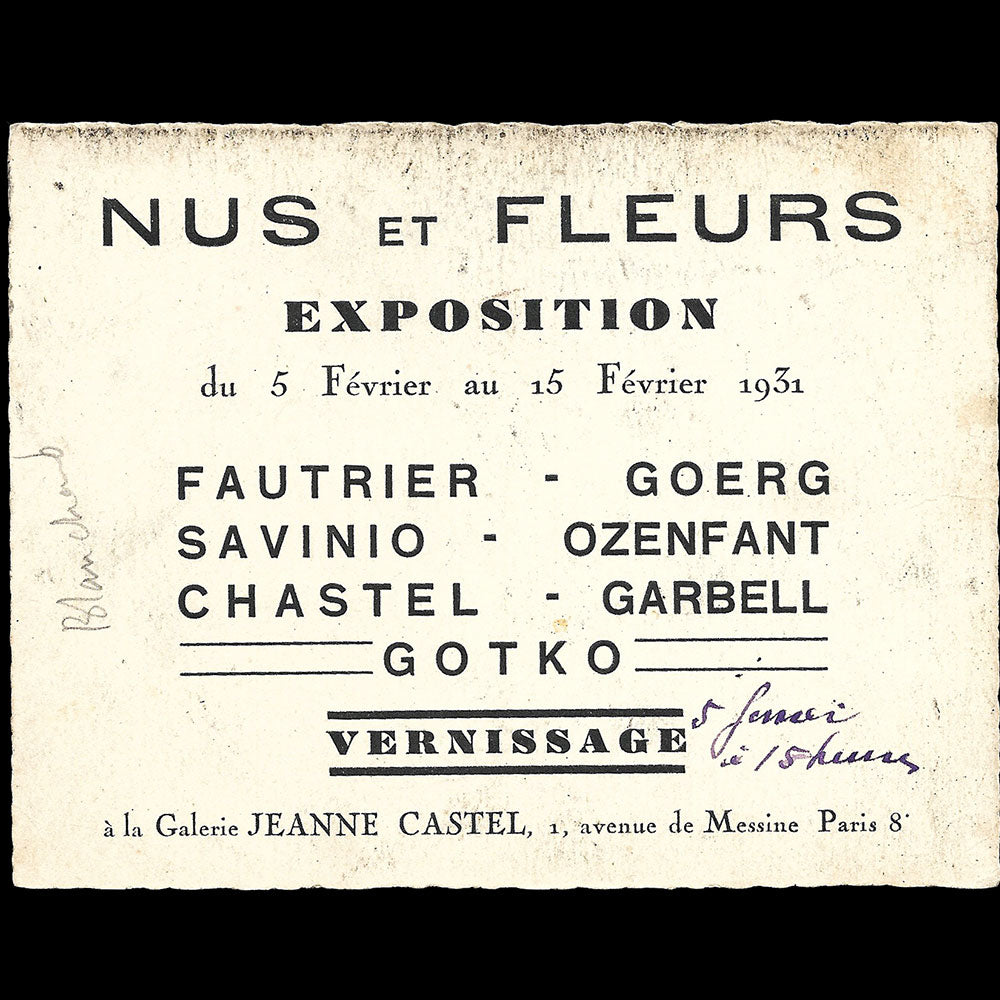 NUS ET FLEURS
EXPOSITION
du 5 Février au 15 Février 1931
FAUTRIER - GOERG
SAVINIO - OZENFANT
CHASTEL - GARBELL
GOTKO
VERNISSAGE
5
à 15 heures
à la Galerie JEANNE CASTEL, 1, avenue de Messine Paris 8ᵉ
Blanchard